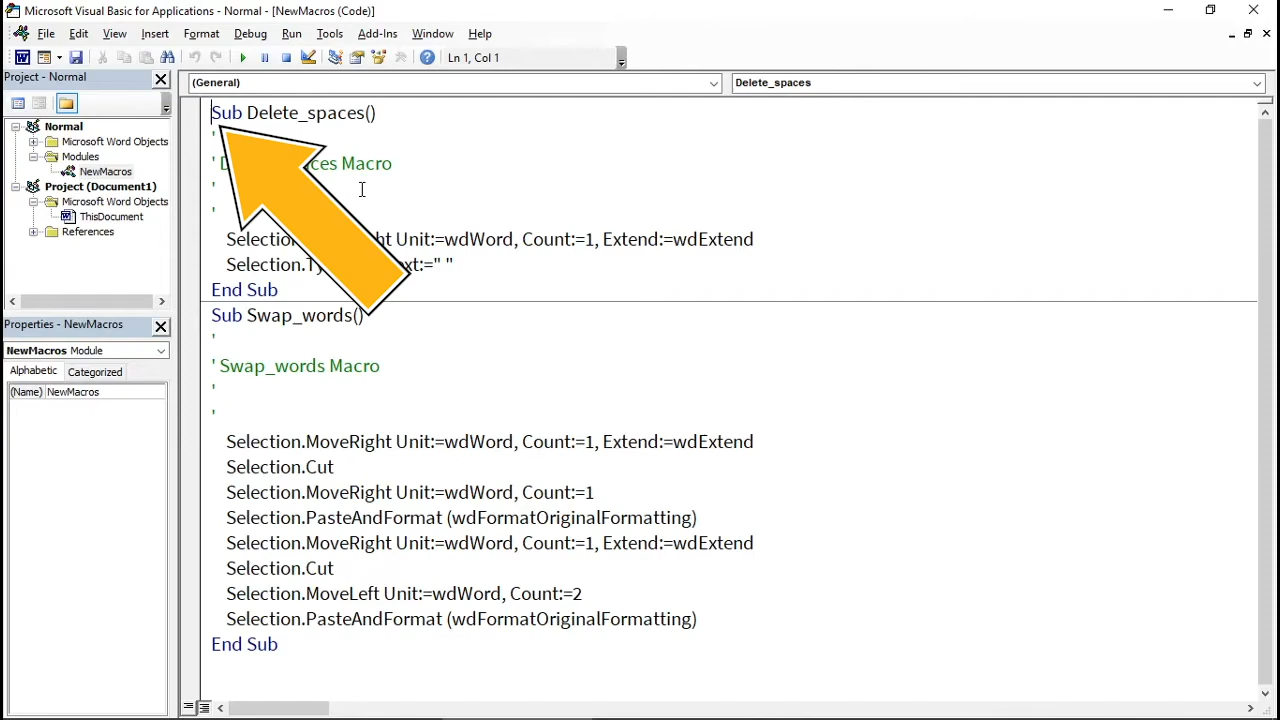 Microsoft Visual Basic for Applications - Normal - [NewMacros (Code)]
File Edit View Insert Format Debug Run Tools Add-Ins Window Help
Ln 1, Col 1
Project - Normal
(General)
Delete_spaces
Normal
Microsoft Word Objects
Modules
NewMacros
Project (Document1)
Microsoft Word Objects
ThisDocument
References
Properties - NewMacros
NewMacros Module
Alphabetic Categorized
(Name) NewMacros
Sub Delete_spaces()
'
' Macro
'
'
Selection. Unit:=wdWord, Count:=1, Extend:=wdExtend
Selection. :=" "
End Sub
Sub Swap_words()
'
' Swap_words Macro
'
'
Selection.MoveRight Unit:=wdWord, Count:=1, Extend:=wdExtend
Selection.Cut
Selection.MoveRight Unit:=wdWord, Count:=1
Selection.PasteAndFormat (wdFormatOriginalFormatting)
Selection.MoveRight Unit:=wdWord, Count:=1, Extend:=wdExtend
Selection.Cut
Selection.MoveLeft Unit:=wdWord, Count:=2
Selection.PasteAndFormat (wdFormatOriginalFormatting)
End Sub